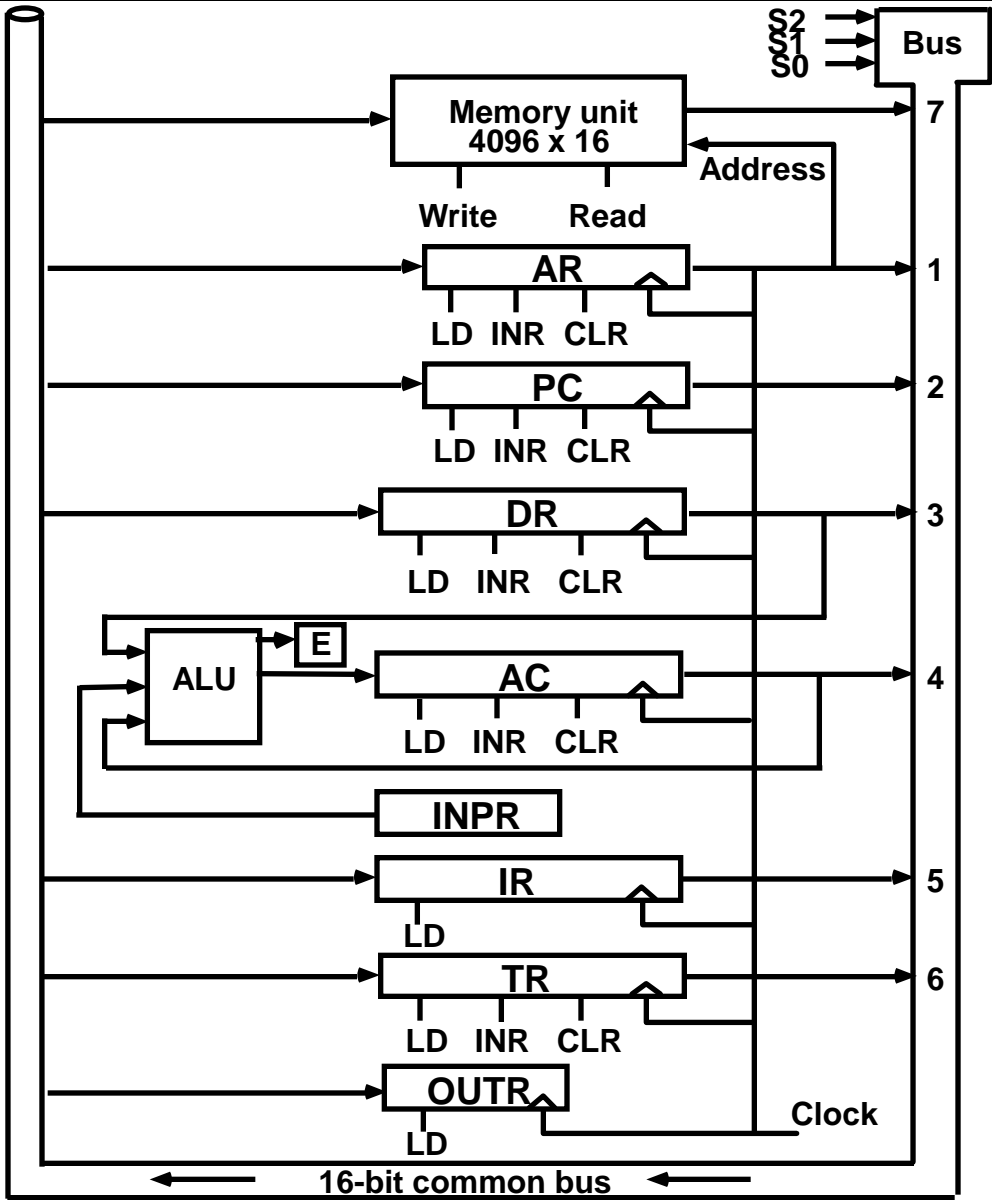 S2
S1
S0
Bus
Memory unit
4096 x 16
7
Address
Write Read
AR
1
LD INR CLR
PC
2
LD INR CLR
DR
3
LD INR CLR
E
ALU
AC
4
LD INR CLR
INPR
IR
5
LD
TR
6
LD INR CLR
OUTR
Clock
LD
16-bit common bus